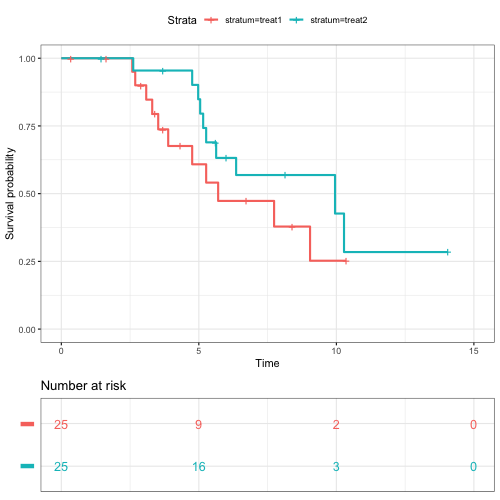 Strata stratum=treat1 stratum=treat2
Survival probability
1.00
0.75
0.50
0.25
0.00
0 5 10 15
Time
Number at risk
25 9 2 0
25 16 3 0